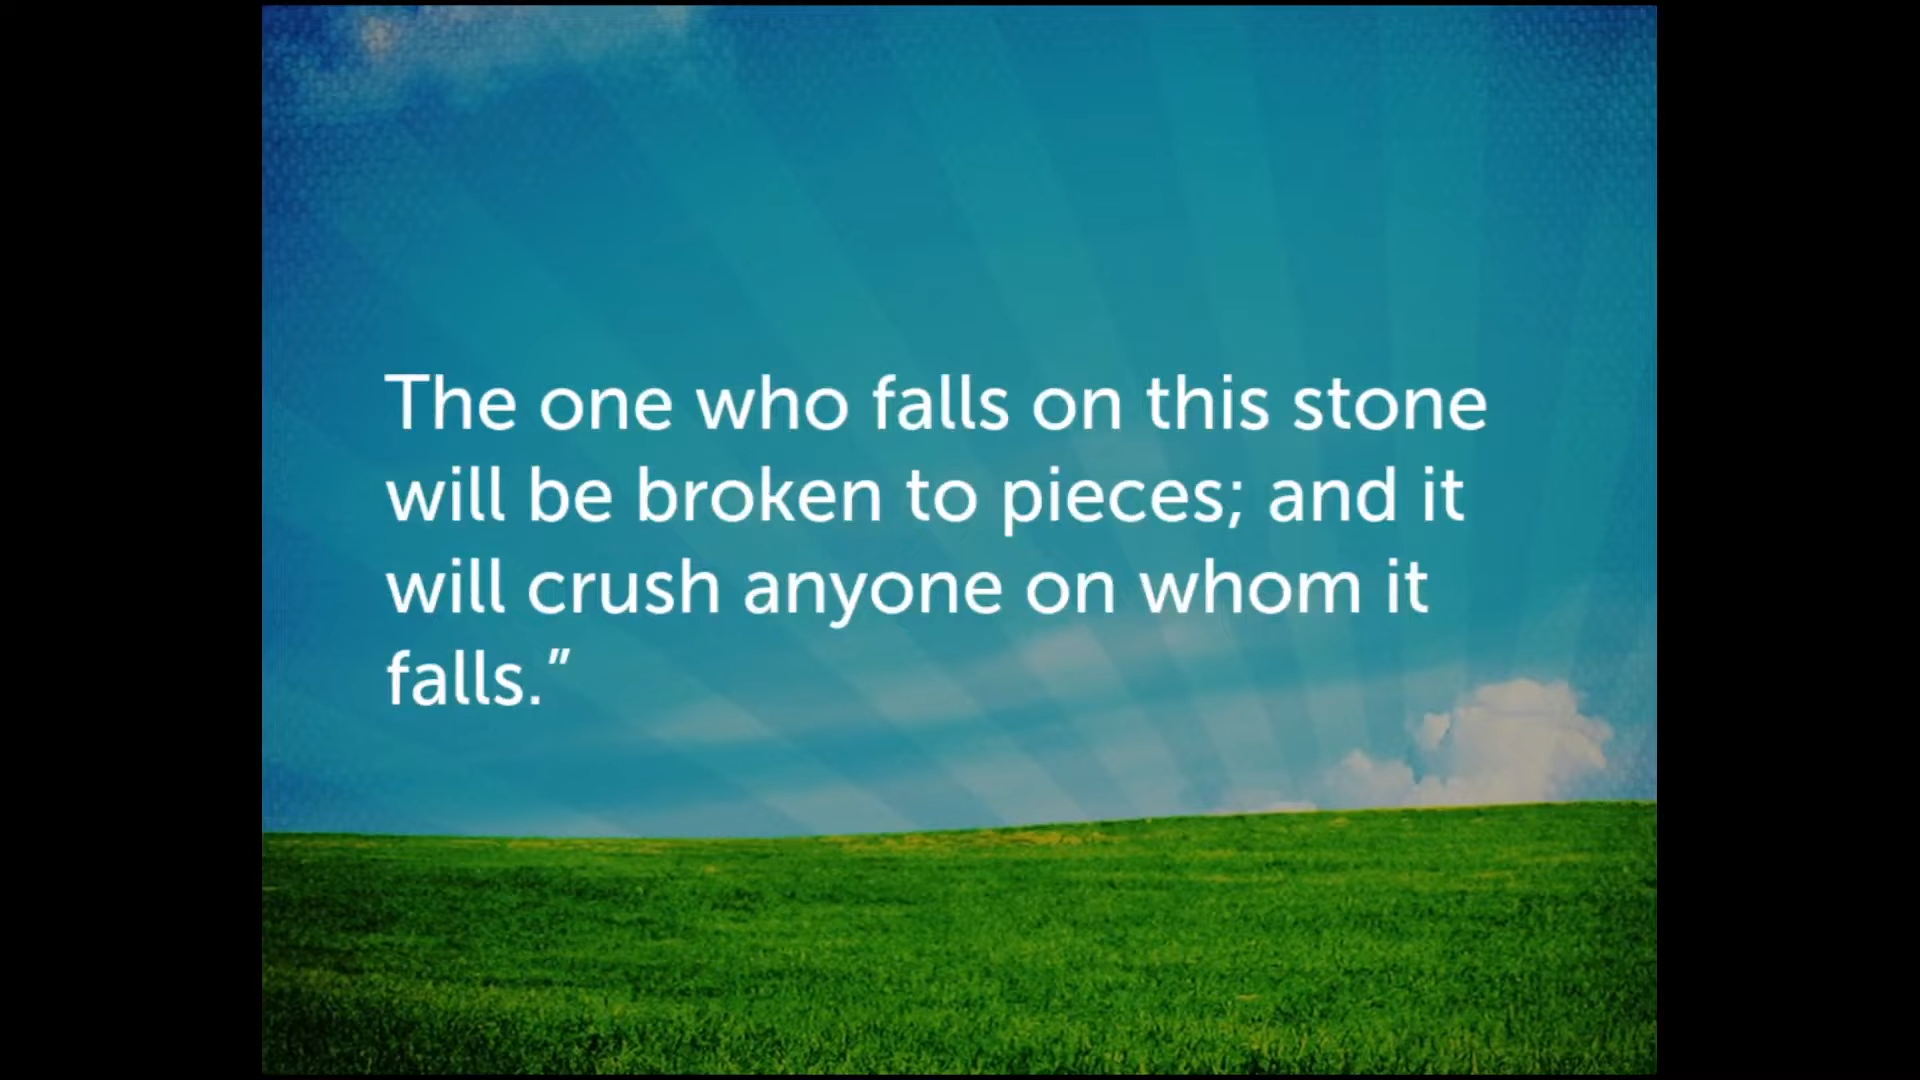 The one who falls on this stone
will be broken to pieces; and it
will crush anyone on whom it
falls.”